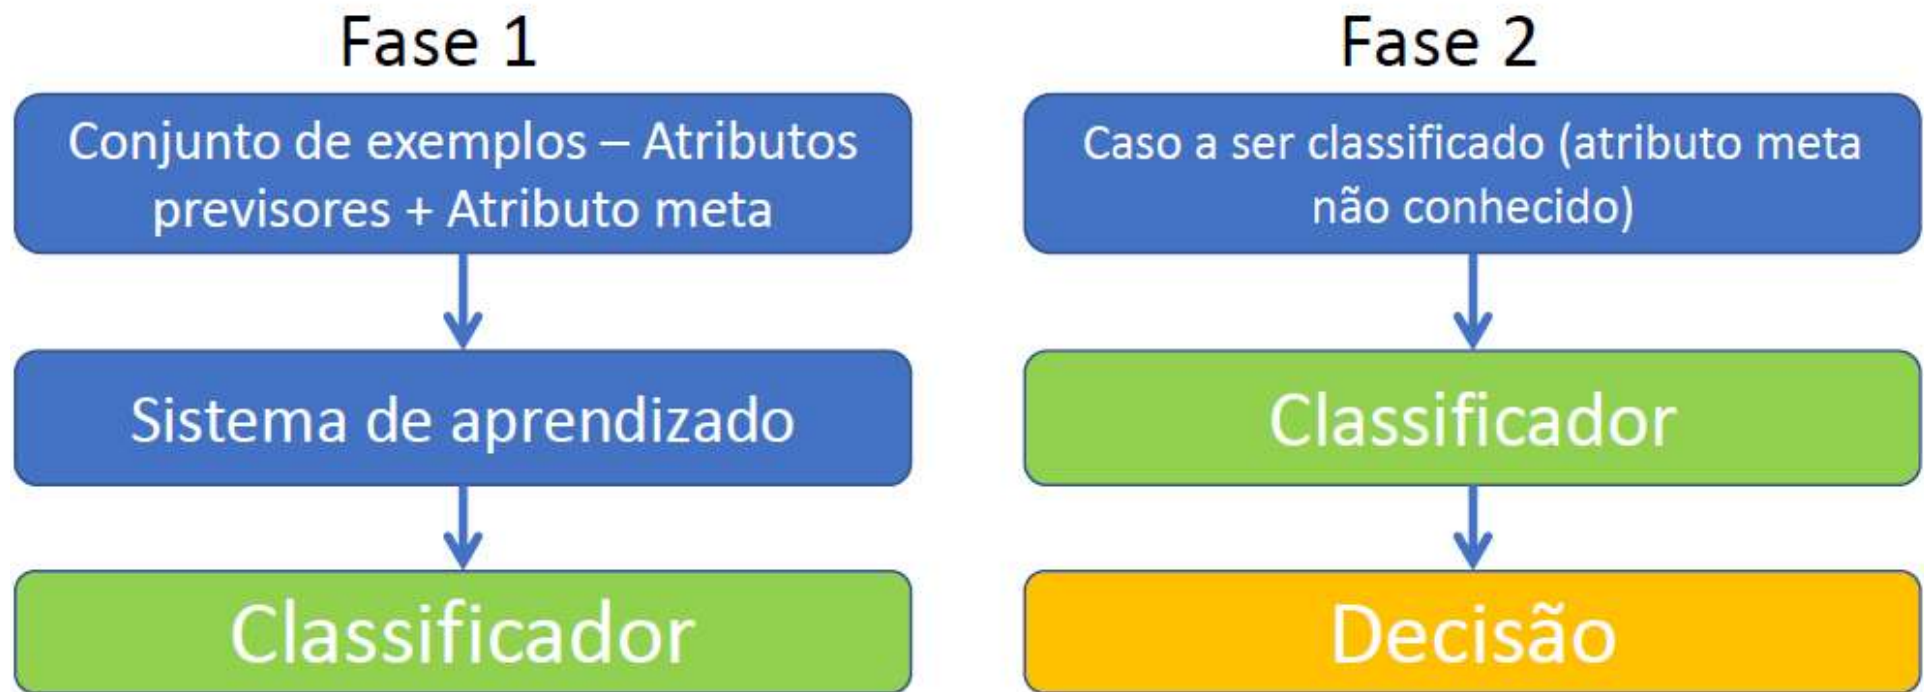 Fase 1
Conjunto de exemplos – Atributos
previsores + Atributo meta
Sistema de aprendizado
Classificador
Fase 2
Caso a ser classificado (atributo meta
não conhecido)
Classificador
Decisão